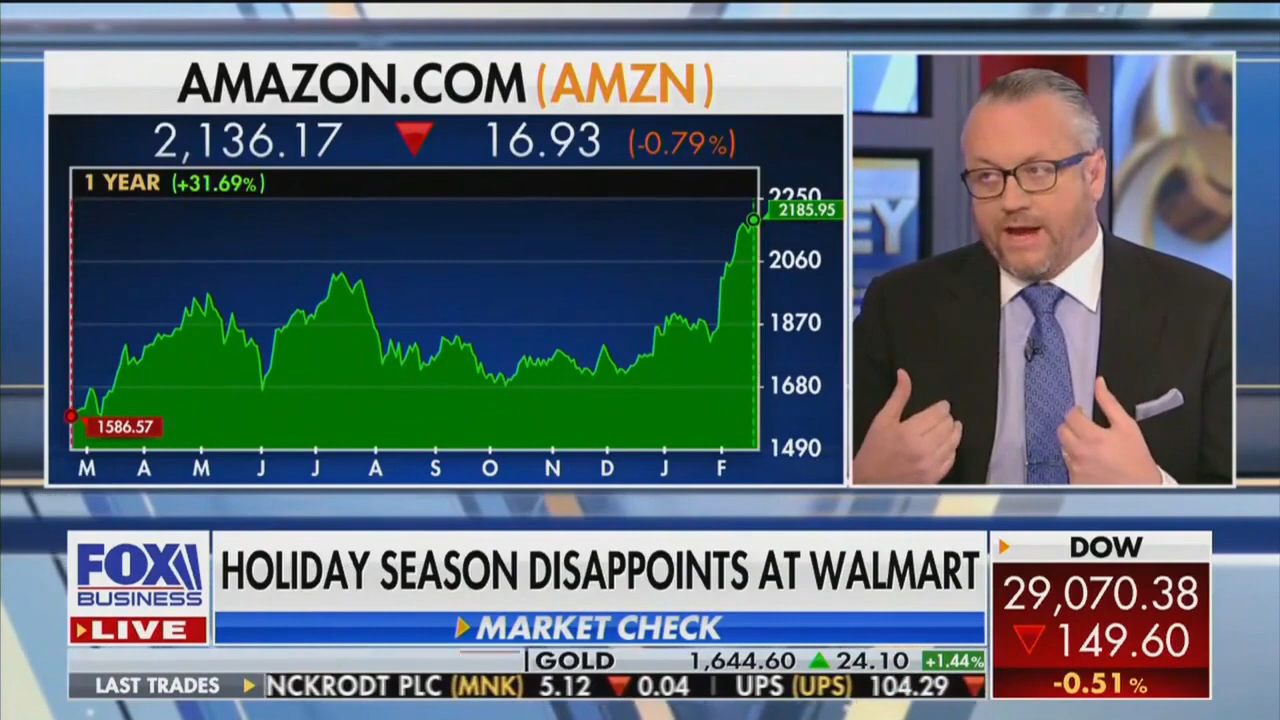 AMAZON.COM (AMZN)
2,136.17 ▼ 16.93 (-0.79%)
1 YEAR (+31.69%)
2250
2185.95
2060
1870
1680
1586.57
1490
M A M J J A S O N D J F
EY
FOX
BUSINESS
LIVE
HOLIDAY SEASON DISAPPOINTS AT WALMART
MARKET CHECK
DOW
29,070.38
▼ 149.60
-0.51%
GOLD 1,644.60 ▲ 24.10 +1.44%
LAST TRADES NCKRODT PLC (MNK) 5.12 ▼ 0.04 UPS (UPS) 104.29 ▼